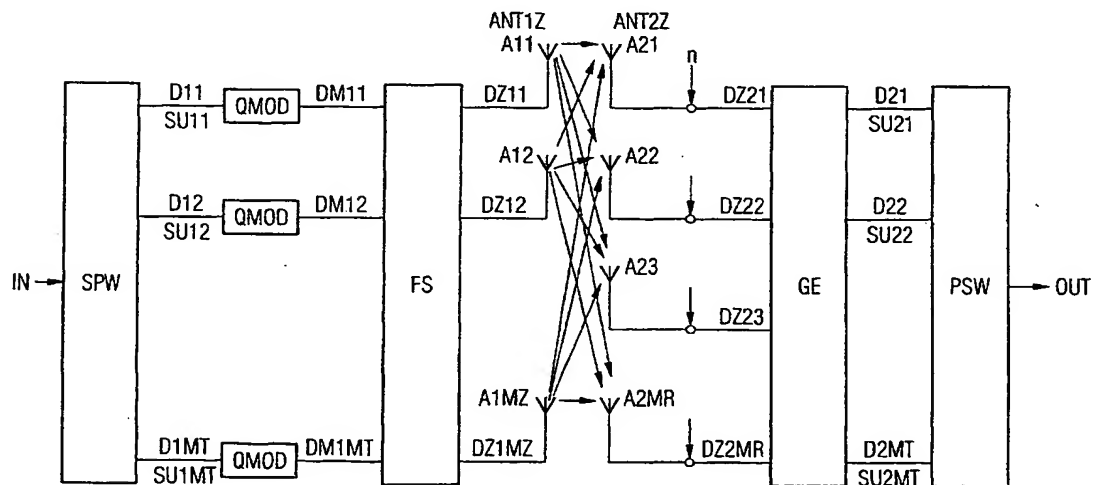 ANT1Z ANT2Z
A11 A21
n
D11 QMOD DM11 DZ11 DZ21 D21
SU11 SU21
A12 A22
D12 QMOD DM12 DZ12 DZ22 D22
SU12 SU22
A23
IN SPW FS GE PSW OUT
DZ23
A1MZ A2MR
D1MT QMOD DM1MT DZ1MZ DZ2MR D2MT
SU1MT SU2MT